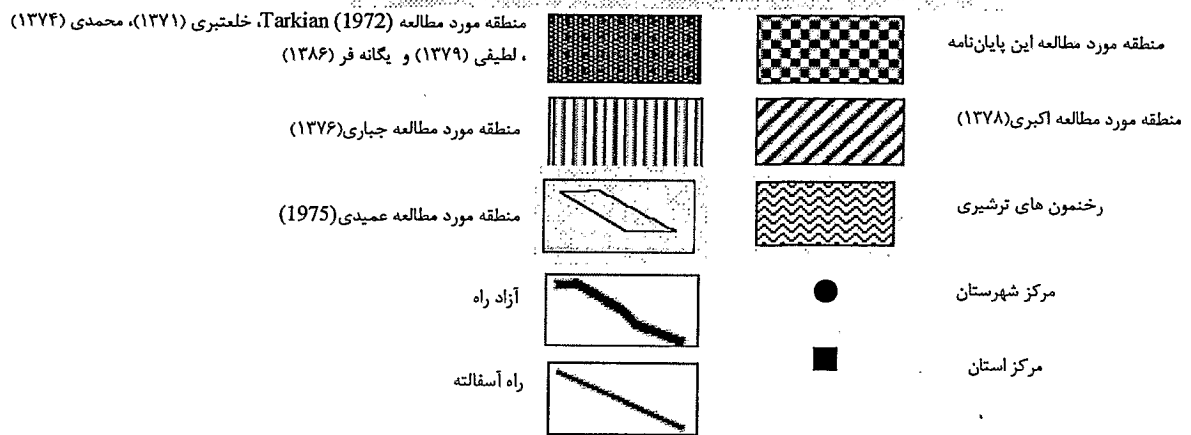 منطقه مورد مطالعه این پایان‌نامه
منطقه مورد مطالعه اکبری(۱۳۷۸)
رخنمون های ترشیری
مرکز شهرستان
مرکز استان
منطقه مورد مطالعه Tarkian (1972)، خلعتبری (۱۳۷۱)، محمدی (۱۳۷۴)
، لطیفی (۱۳۷۹) و یگانه فر (۱۳۸۶)
منطقه مورد مطالعه جباری(۱۳۷۶)
منطقه مورد مطالعه عمیدی(1975)
آزاد راه
راه آسفالته